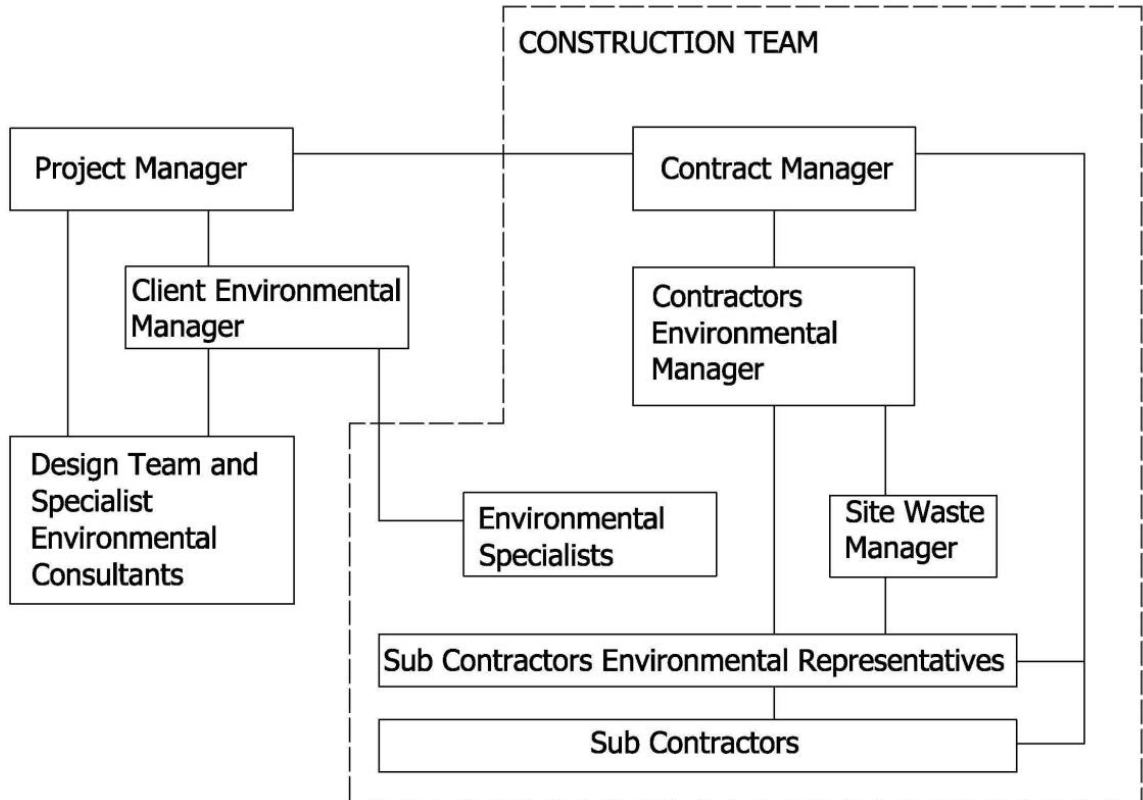 CONSTRUCTION TEAM
Project Manager
Contract Manager
Client Environmental
Manager
Contractors
Environmental
Manager
Design Team and
Specialist
Environmental
Consultants
Environmental
Specialists
Site Waste
Manager
Sub Contractors Environmental Representatives
Sub Contractors